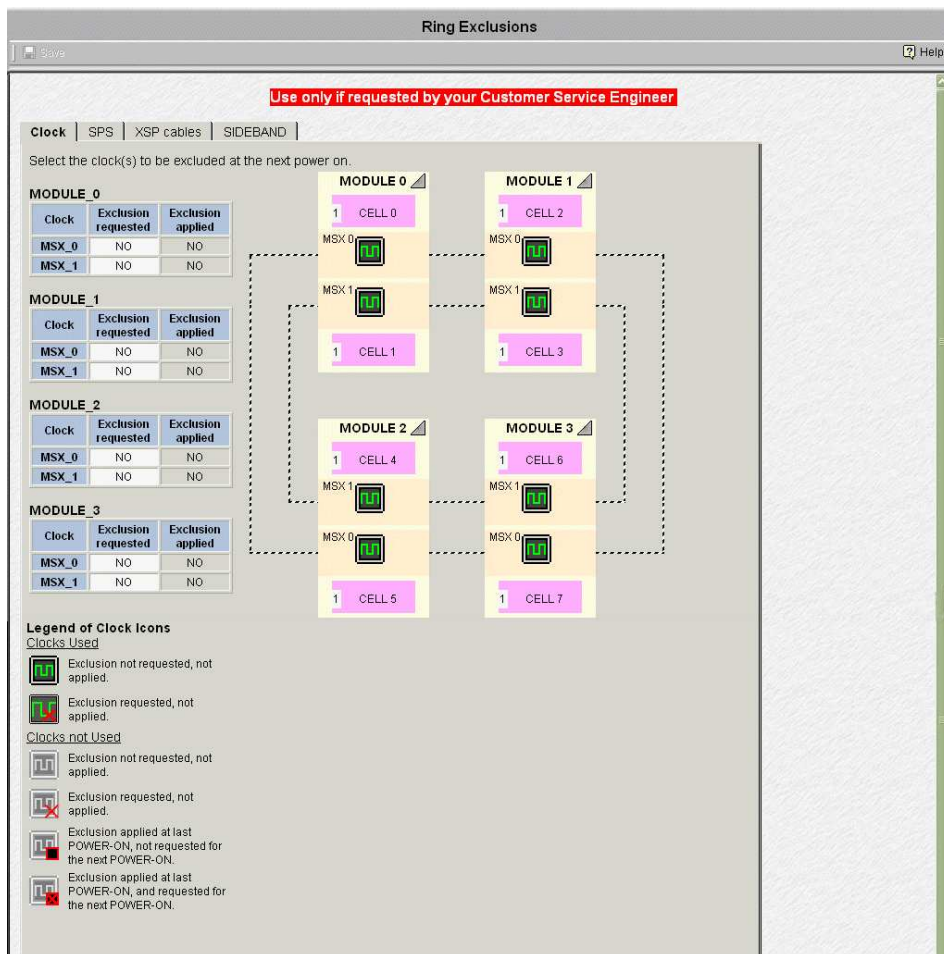 Ring Exclusions
Save
Help
Use only if requested by your Customer Service Engineer
Clock
SPS
XSP cables
SIDEBAND
Select the clock(s) to be excluded at the next power on.
MODULE_0
Clock Exclusion requested Exclusion applied
MSX_0 NO NO
MSX_1 NO NO
MODULE_1
Clock Exclusion requested Exclusion applied
MSX_0 NO NO
MSX_1 NO NO
MODULE_2
Clock Exclusion requested Exclusion applied
MSX_0 NO NO
MSX_1 NO NO
MODULE_3
Clock Exclusion requested Exclusion applied
MSX_0 NO NO
MSX_1 NO NO
MODULE 0
1 CELL 0
MSX 0
MSX 1
1 CELL 1
MODULE 1
1 CELL 2
MSX 0
MSX 1
1 CELL 3
MODULE 2
1 CELL 4
MSX 1
MSX 0
1 CELL 5
MODULE 3
1 CELL 6
MSX 1
MSX 0
1 CELL 7
Legend of Clock Icons
Clocks Used
Exclusion not requested, not
applied.
Exclusion requested, not
applied.
Clocks not Used
Exclusion not requested, not
applied.
Exclusion requested, not
applied.
Exclusion applied at last
POWER-ON, not requested for
the next POWER-ON.
Exclusion applied at last
POWER-ON, and requested for
the next POWER-ON.